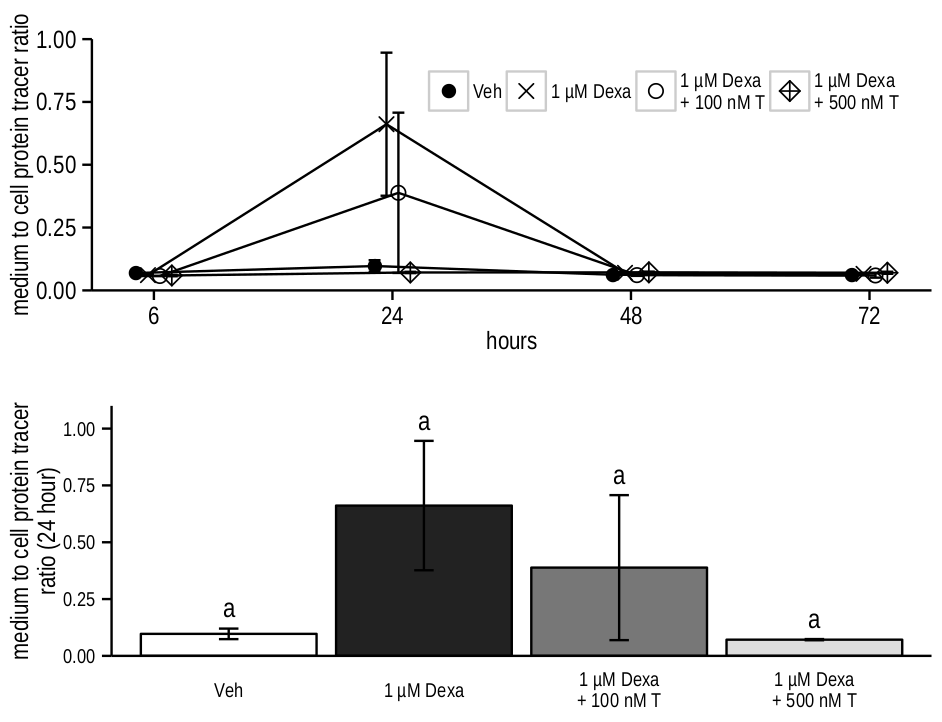 medium to cell protein tracer ratio
1.00
0.75
0.50
0.25
0.00
Veh
1 µM Dexa
1 µM Dexa
+ 100 nM T
1 µM Dexa
+ 500 nM T
6
24
48
72
hours
medium to cell protein tracer
ratio (24 hour)
1.00
0.75
0.50
0.25
0.00
a
a
a
a
Veh
1 µM Dexa
1 µM Dexa
+ 100 nM T
1 µM Dexa
+ 500 nM T